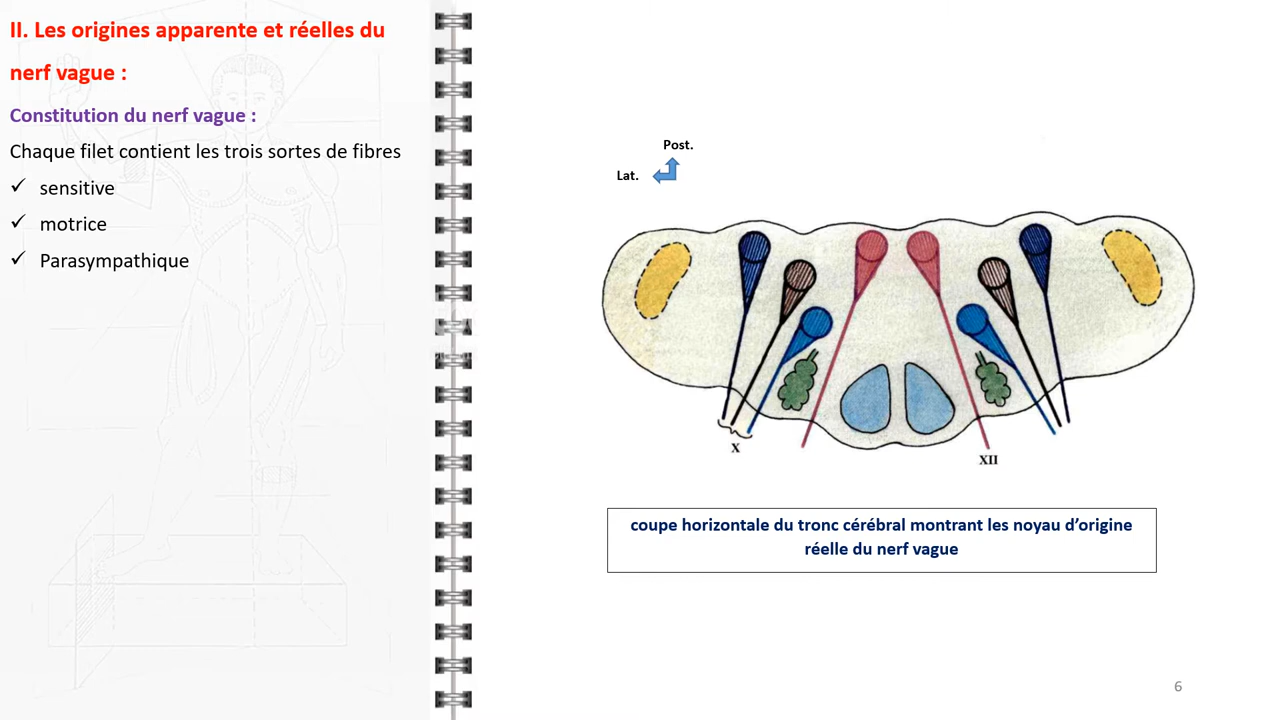 II. Les origines apparente et réelles du
nerf vague :
Constitution du nerf vague :
Chaque filet contient les trois sortes de fibres
✓ sensitive
✓ motrice
✓ Parasympathique
Post.
Lat.
X
XII
coupe horizontale du tronc cérébral montrant les noyau d’origine
réelle du nerf vague
6